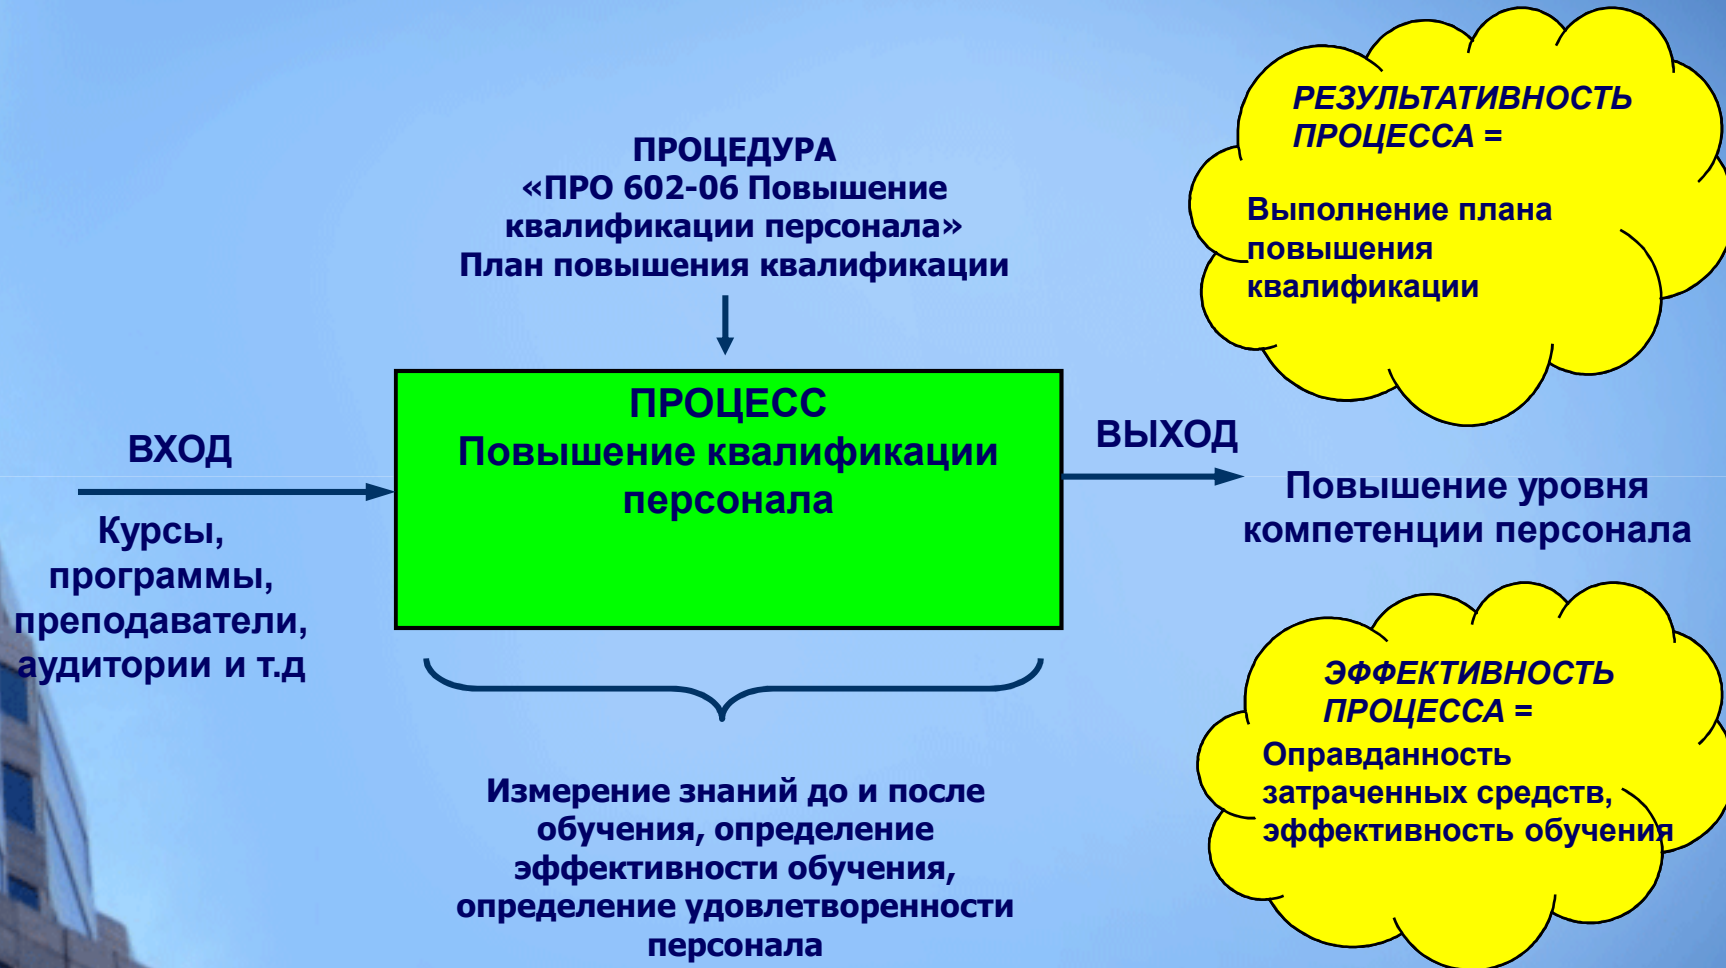 ПРОЦЕДУРА
«ПРО 602-06 Повышение
квалификации персонала»
План повышения квалификации
РЕЗУЛЬТАТИВНОСТЬ
ПРОЦЕССА =
Выполнение плана
повышения
квалификации
ВХОД
Курсы,
программы,
преподаватели,
аудитории и т.д
ПРОЦЕСС
Повышение квалификации
персонала
ВЫХОД
Повышение уровня
компетенции персонала
Измерение знаний до и после
обучения, определение
эффективности обучения,
определение удовлетворенности
персонала
ЭФФЕКТИВНОСТЬ
ПРОЦЕССА =
Оправданность
затраченных средств,
эффективность обучения